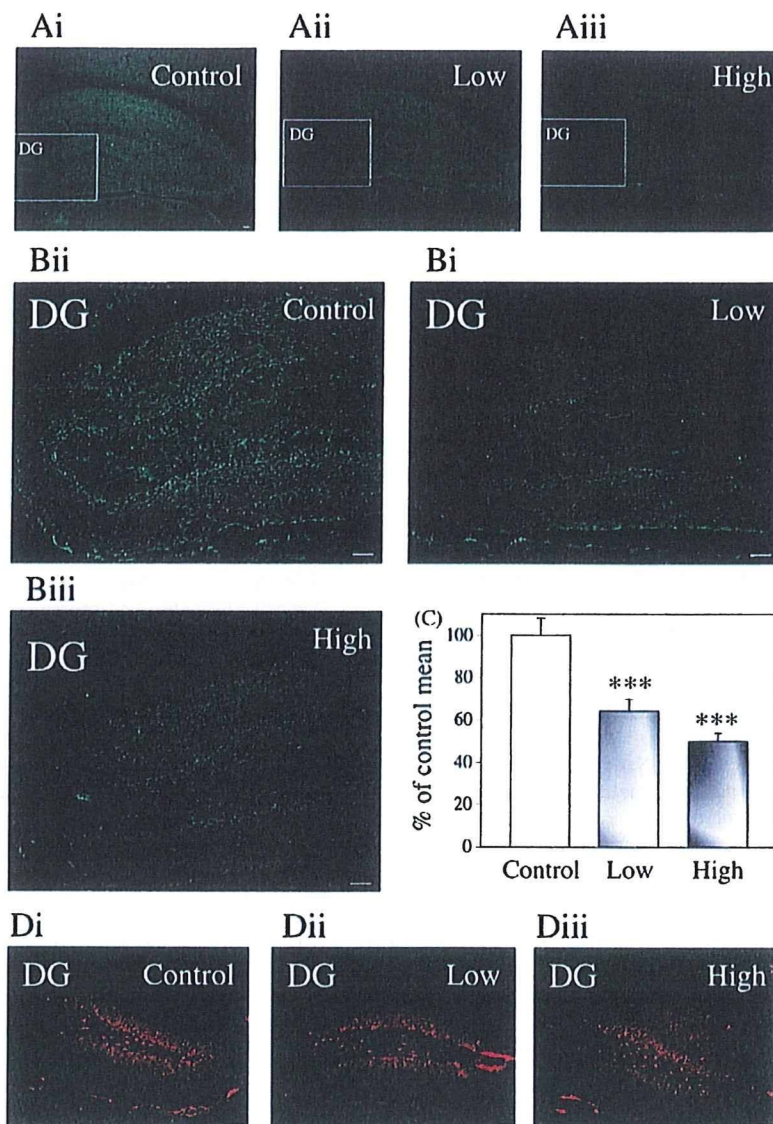 Ai
Aii
Aiii
Control
Low
High
DG
DG
DG
Bii
Bi
DG
Control
DG
Low
Biii
DG
High
(C)
% of control mean
100
80
60
40
20
0
***
***
Control
Low
High
Di
Dii
Diii
DG
Control
DG
Low
DG
High